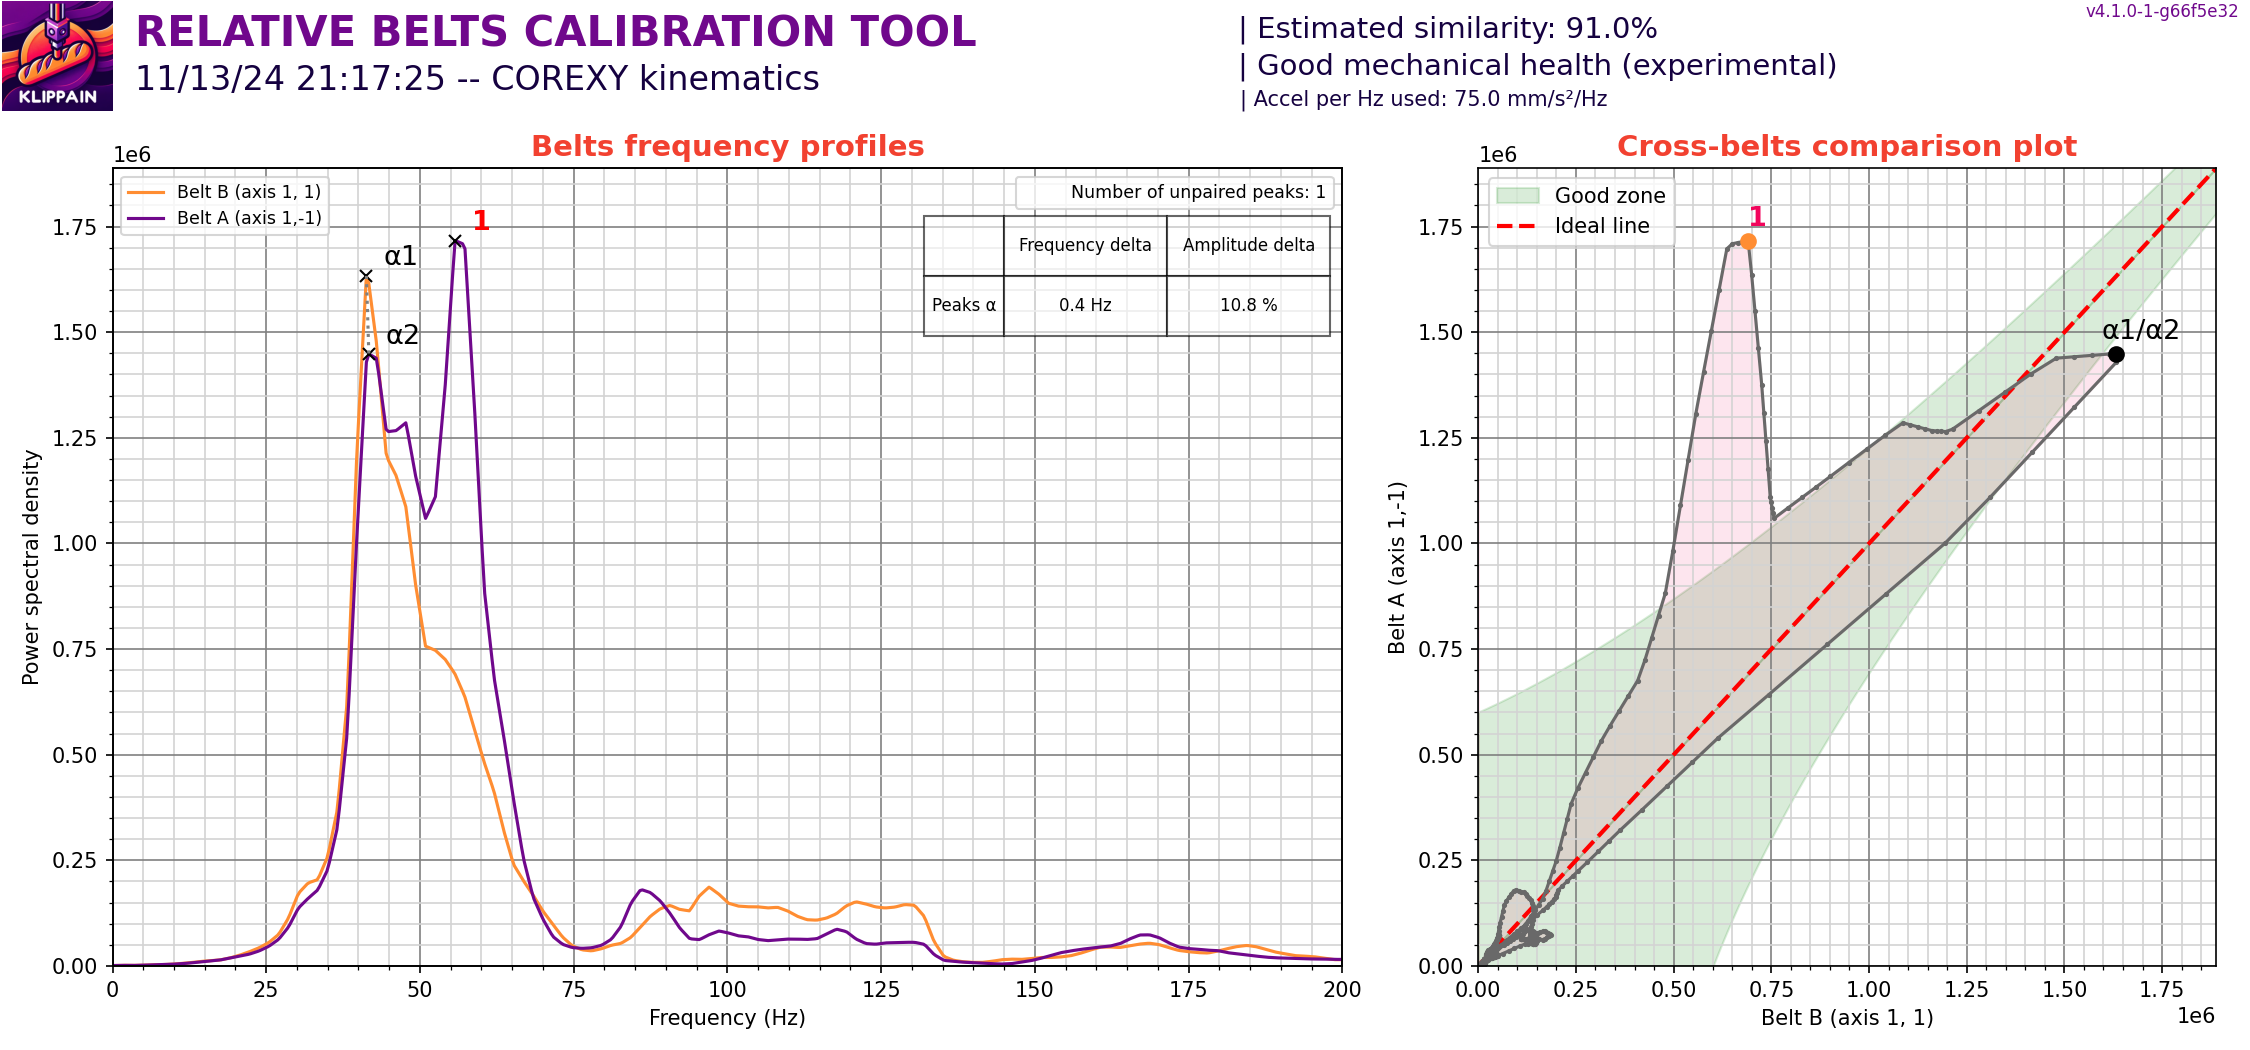 KLIPPAIN
RELATIVE BELTS CALIBRATION TOOL
11/13/24 21:17:25 -- COREXY kinematics
| Estimated similarity: 91.0%
| Good mechanical health (experimental)
| Accel per Hz used: 75.0 mm/s²/Hz
v4.1.0-1-g66f5e32
Belts frequency profiles
1e6
Belt B (axis 1, 1)
Belt A (axis 1,-1)
Number of unpaired peaks: 1
Frequency delta Amplitude delta
Peaks α 0.4 Hz 10.8 %
α1
α2
1
1.75
1.50
1.25
1.00
0.75
0.50
0.25
0.00
Power spectral density
0 25 50 75 100 125 150 175 200
Frequency (Hz)
Cross-belts comparison plot
1e6
Good zone
Ideal line
1
α1/α2
1.75
1.50
1.25
1.00
0.75
0.50
0.25
0.00
Belt A (axis 1,-1)
0.00 0.25 0.50 0.75 1.00 1.25 1.50 1.75
Belt B (axis 1, 1)
1e6